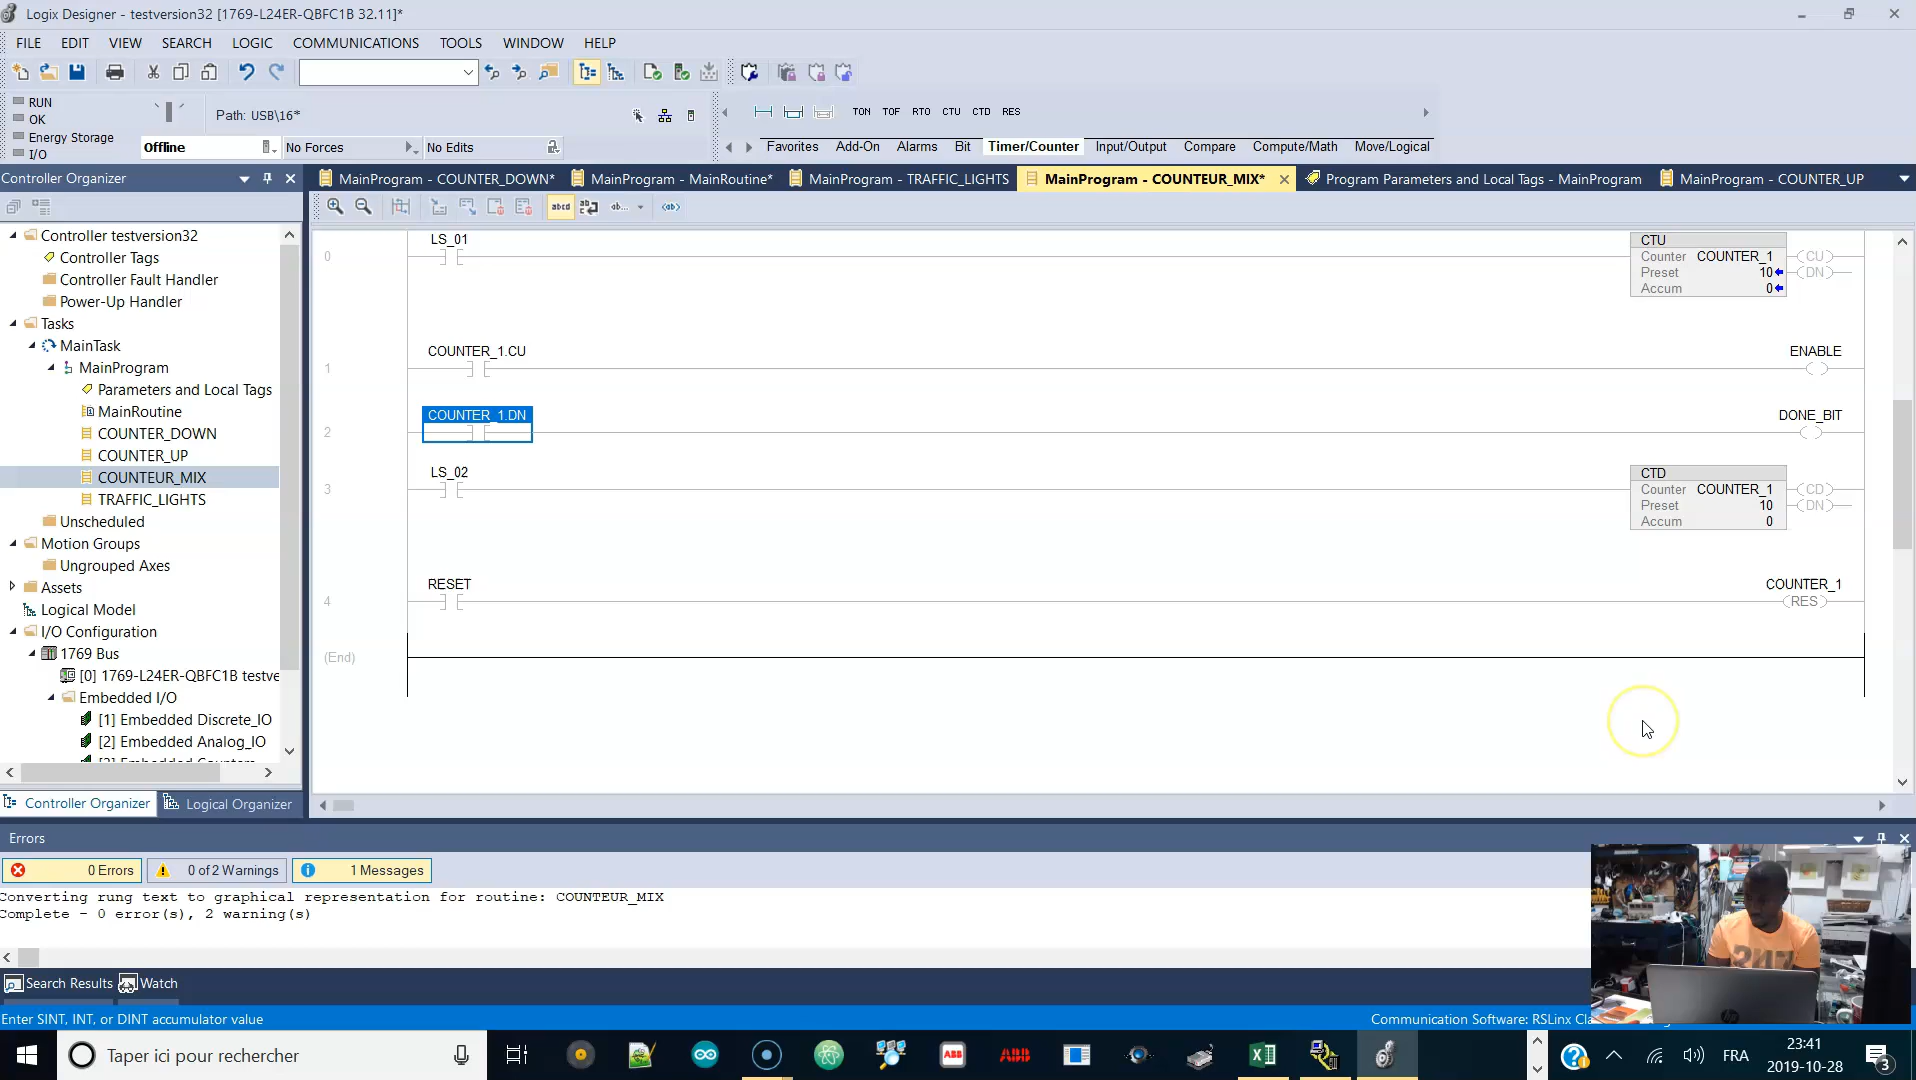 Logix Designer - testversion32 [1769-L24ER-QBFC1B 32.11]*
FILE EDIT VIEW SEARCH LOGIC COMMUNICATIONS TOOLS WINDOW HELP
RUN
OK
Energy Storage
I/O
Path: USB\16*
Offline
No Forces
No Edits
TON TOF RTO CTU CTD RES
Favorites Add-On Alarms Bit Timer/Counter Input/Output Compare Compute/Math Move/Logical
Controller Organizer
MainProgram - COUNTER_DOWN* MainProgram - MainRoutine* MainProgram - TRAFFIC_LIGHTS MainProgram - COUNTEUR_MIX* Program Parameters and Local Tags - MainProgram MainProgram - COUNTER_UP
Controller testversion32
Controller Tags
Controller Fault Handler
Power-Up Handler
Tasks
MainTask
MainProgram
Parameters and Local Tags
MainRoutine
COUNTER_DOWN
COUNTER_UP
COUNTEUR_MIX
TRAFFIC_LIGHTS
Unscheduled
Motion Groups
Ungrouped Axes
Assets
Logical Model
I/O Configuration
1769 Bus
[0] 1769-L24ER-QBFC1B testve
Embedded I/O
[1] Embedded Discrete_IO
[2] Embedded Analog_IO
Controller Organizer Logical Organizer
abcd
ab...
<ab>
LS_01
0
CTU
Counter COUNTER_1
Preset 10
Accum 0
CU
DN
COUNTER_1.CU
ENABLE
1
COUNTER_1.DN
DONE_BIT
2
LS_02
3
CTD
Counter COUNTER_1
Preset 10
Accum 0
CD
DN
RESET
COUNTER_1
4
RES
(End)
Errors
0 Errors 0 of 2 Warnings 1 Messages
Converting rung text to graphical representation for routine: COUNTEUR_MIX
Complete - 0 error(s), 2 warning(s)
Search Results Watch
Enter SINT, INT, or DINT accumulator value
Communication Software: RSLinx Cla
Taper ici pour rechercher
ABB
ABB
FRA
23:41
2019-10-28
3